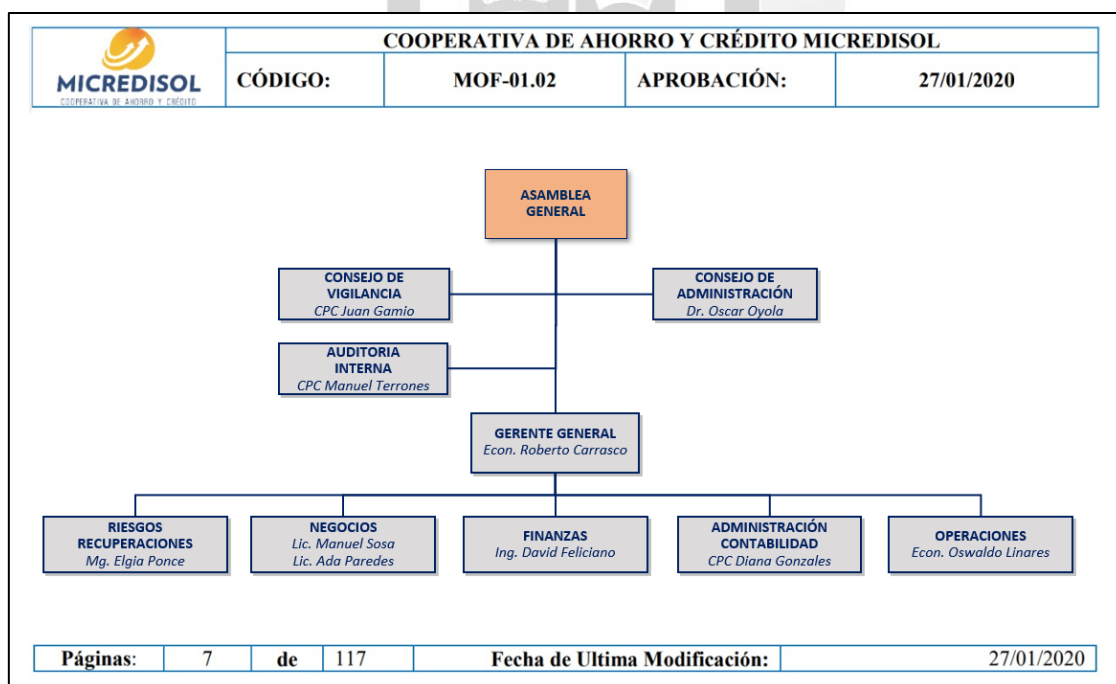 MICREDISOL
COOPERATIVA DE AHORRO Y CRÉDITO
COOPERATIVA DE AHORRO Y CRÉDITO MICREDISOL
CÓDIGO: MOF-01.02 APROBACIÓN: 27/01/2020
ASAMBLEA
GENERAL
CONSEJO DE
VIGILANCIA
CPC Juan Gamio
CONSEJO DE
ADMINISTRACIÓN
Dr. Oscar Oyola
AUDITORIA
INTERNA
CPC Manuel Terrones
GERENTE GENERAL
Econ. Roberto Carrasco
RIESGOS
RECUPERACIONES
Mg. Elgia Ponce
NEGOCIOS
Lic. Manuel Sosa
Lic. Ada Paredes
FINANZAS
Ing. David Feliciano
ADMINISTRACIÓN
CONTABILIDAD
CPC Diana Gonzales
OPERACIONES
Econ. Oswaldo Linares
Páginas: 7 de 117 Fecha de Ultima Modificación: 27/01/2020